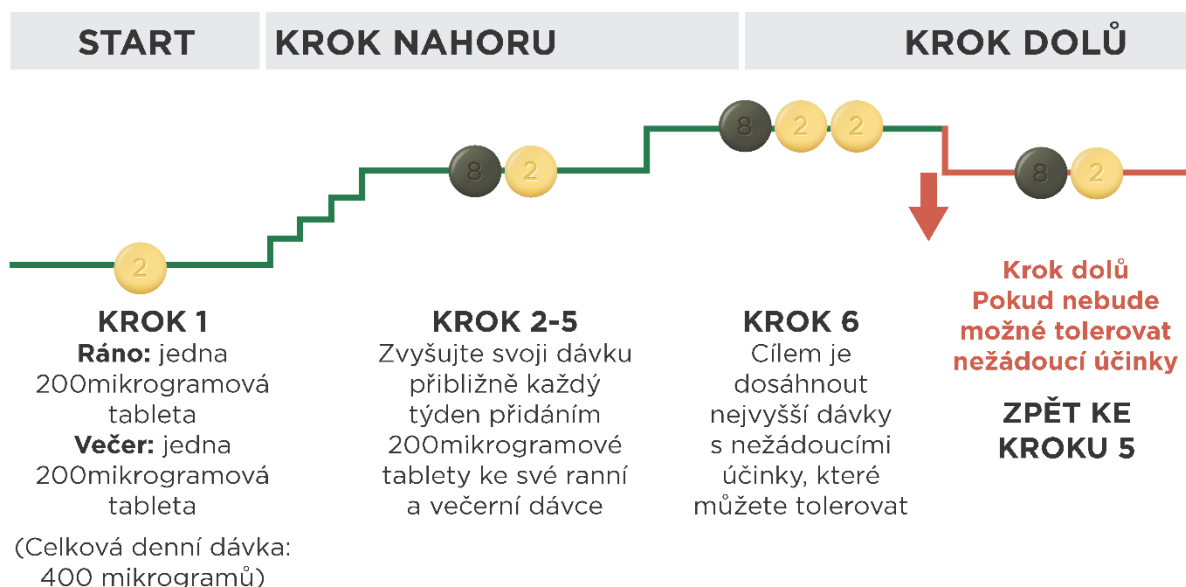 START
KROK NAHORU
KROK DOLŮ
2
8 2
8 2 2
8 2
KROK 1
Ráno: jedna
200mikrogramová
tableta
Večer: jedna
200mikrogramová
tableta
(Celková denní dávka:
400 mikrogramů)
KROK 2-5
Zvyšujte svoji dávku
přibližně každý
týden přidáním
200mikrogramové
tablety ke své ranní
a večerní dávce
KROK 6
Cílem je
dosáhnout
nejvyšší dávky
s nežádoucími
účinky, které
můžete tolerovat
Krok dolů
Pokud nebude
možné tolerovat
nežádoucí účinky
ZPĚT KE
KROKU 5